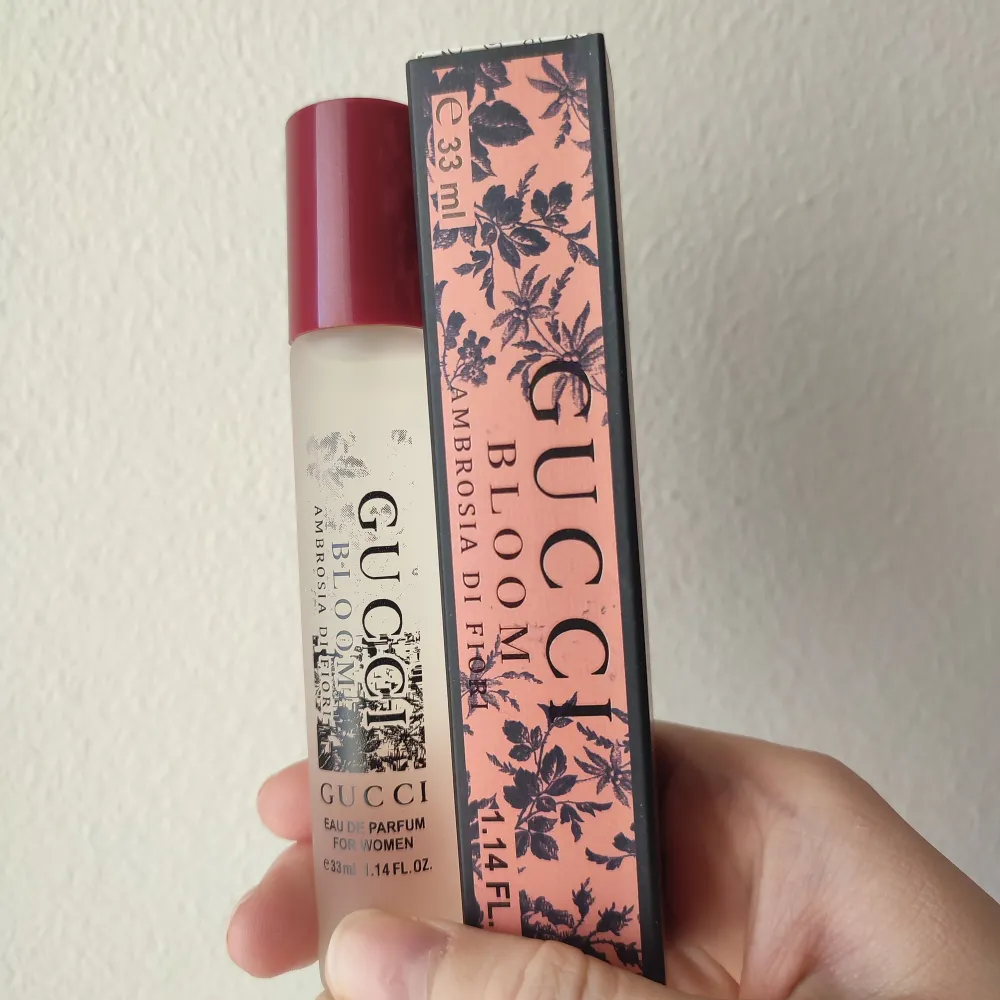 GUCCI
BLOOM
AMBROSIA DI FIORI
GUCCI
EAU DE PARFUM
FOR WOMEN
e33ml 1.14 FL.OZ.
e 33 ml
GUCCI
BLOOM
AMBROSIA DI FIORI
1.14 FL.